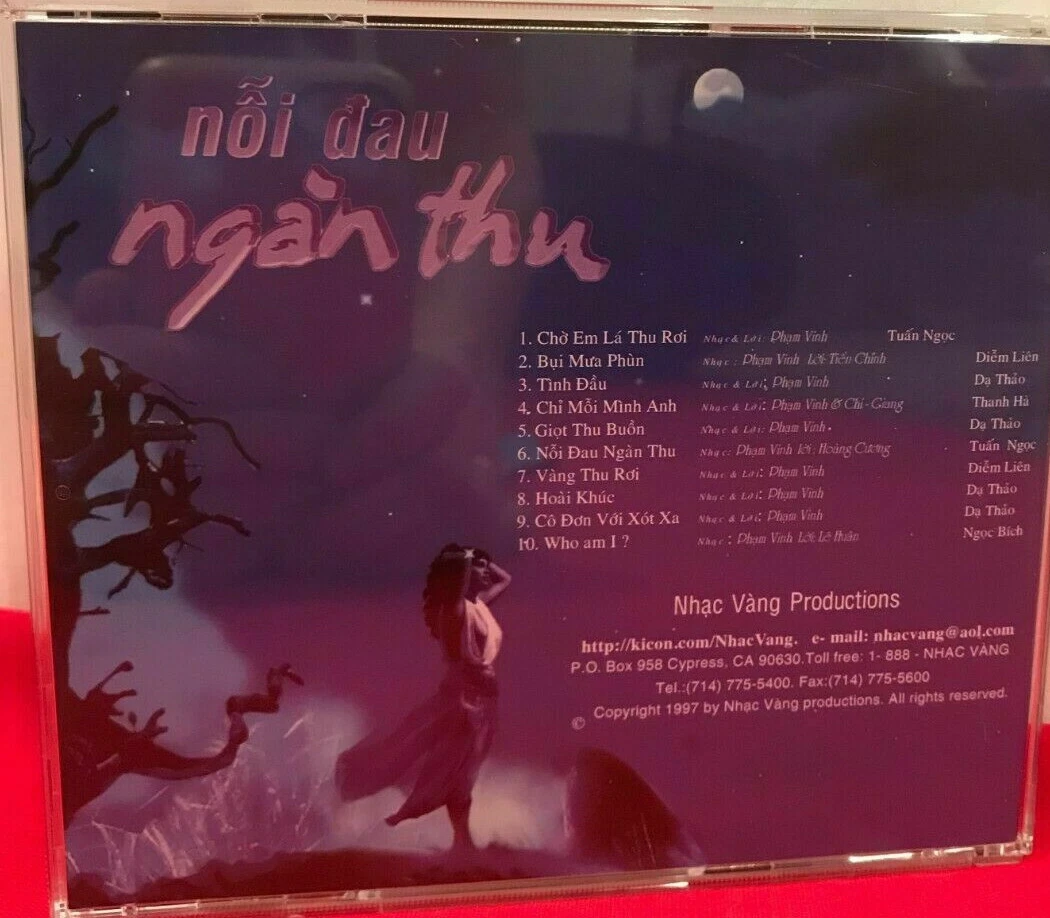 nỗi đau
ngàn thu
1. Chờ Em Lá Thu Rơi Nhạc & Lời: Phạm Vinh Tuấn Ngọc
2. Bụi Mưa Phùn Nhạc: Phạm Vinh Lời: Tiến Chỉnh Diễm Liên
3. Tình Đầu Nhạc & Lời: Phạm Vinh Dạ Thảo
4. Chỉ Mỗi Mình Anh Nhạc & Lời: Phạm Vinh & Chi-Giang Thanh Hà
5. Giọt Thu Buồn Nhạc & Lời: Phạm Vinh. Dạ Thảo
6. Nỗi Đau Ngàn Thu Nhạc: Phạm Vinh lời: Hoàng Cương Tuấn Ngọc
7. Vàng Thu Rơi Nhạc & Lời: Phạm Vinh Diễm Liên
8. Hoài Khúc Nhạc & Lời: Phạm Vinh Dạ Thảo
9. Cô Đơn Với Xót Xa Nhạc & Lời: Phạm Vinh Dạ Thảo
10. Who am I ? Nhạc : Phạm Vinh Lời: Lê Ngọc Bích
Nhạc Vàng Productions
http://kicon.com/NhacVang. e- mail: nhacvang@aol.com
P.O. Box 958 Cypress, CA 90630.Toll free: 1- 888 - NHẠC VÀNG
Tel.:(714) 775-5400. Fax:(714) 775-5600
© Copyright 1997 by Nhạc Vàng productions. All rights reserved.